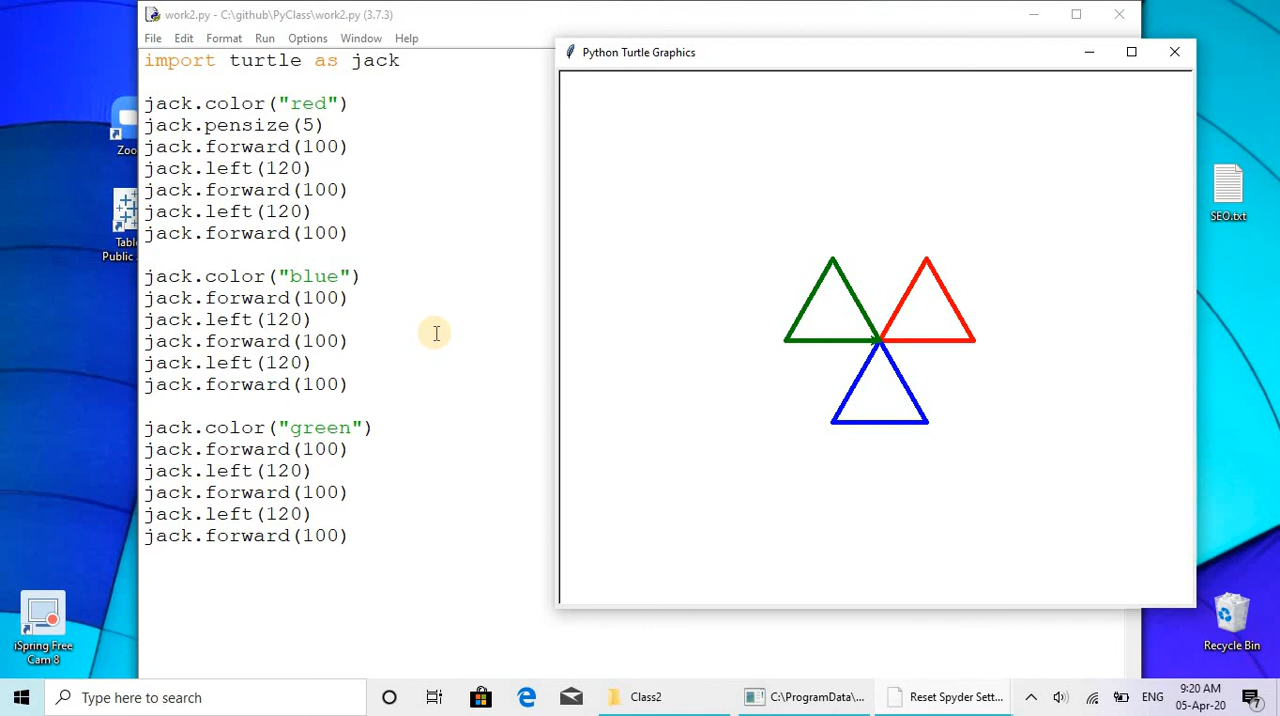 work2.py - C:\github\PyClass\work2.py (3.7.3)
File Edit Format Run Options Window Help
import turtle as jack
jack.color("red")
jack.pensize(5)
jack.forward(100)
jack.left(120)
jack.forward(100)
jack.left(120)
jack.forward(100)
jack.color("blue")
jack.forward(100)
jack.left(120)
jack.forward(100)
jack.left(120)
jack.forward(100)
jack.color("green")
jack.forward(100)
jack.left(120)
jack.forward(100)
jack.left(120)
jack.forward(100)
Python Turtle Graphics
Zoo
Tabl
Public
SEO.txt
iSpring Free
Cam 8
Recycle Bin
Type here to search
Class2
C:\ProgramData\...
Reset Spyder Sett...
ENG
9:20 AM
05-Apr-20
7